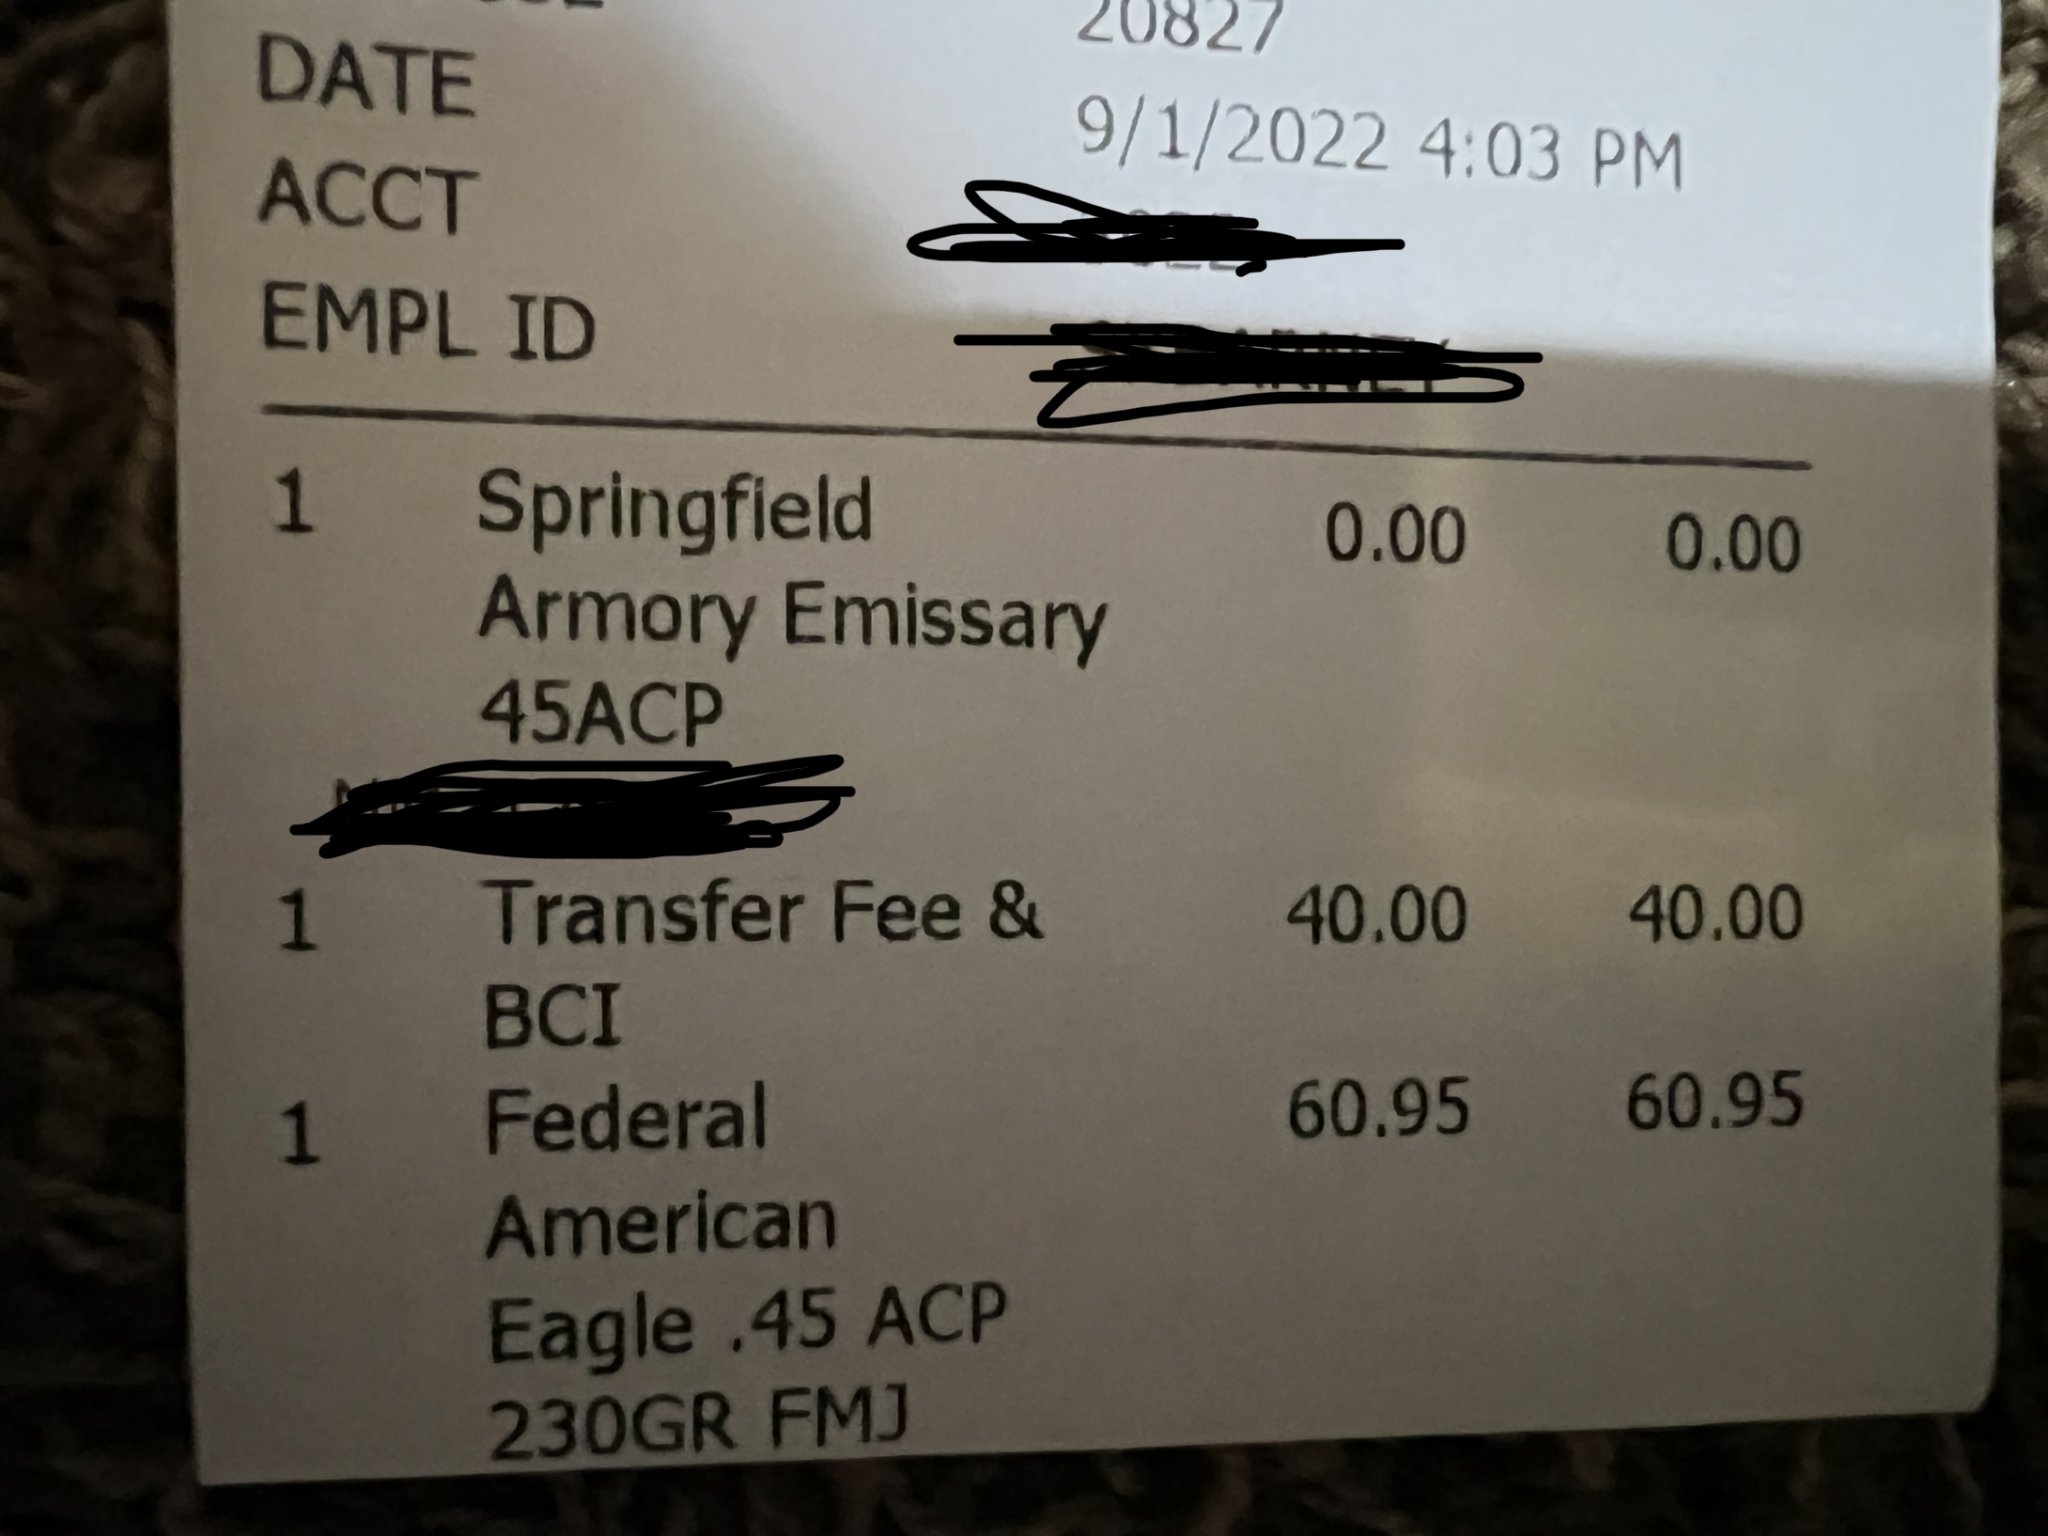 20827
DATE 9/1/2022 4:03 PM
ACCT
EMPL ID
1 Springfield 0.00 0.00
Armory Emissary
45ACP
1 Transfer Fee & 40.00 40.00
BCI
1 Federal 60.95 60.95
American
Eagle .45 ACP
230GR FMJ